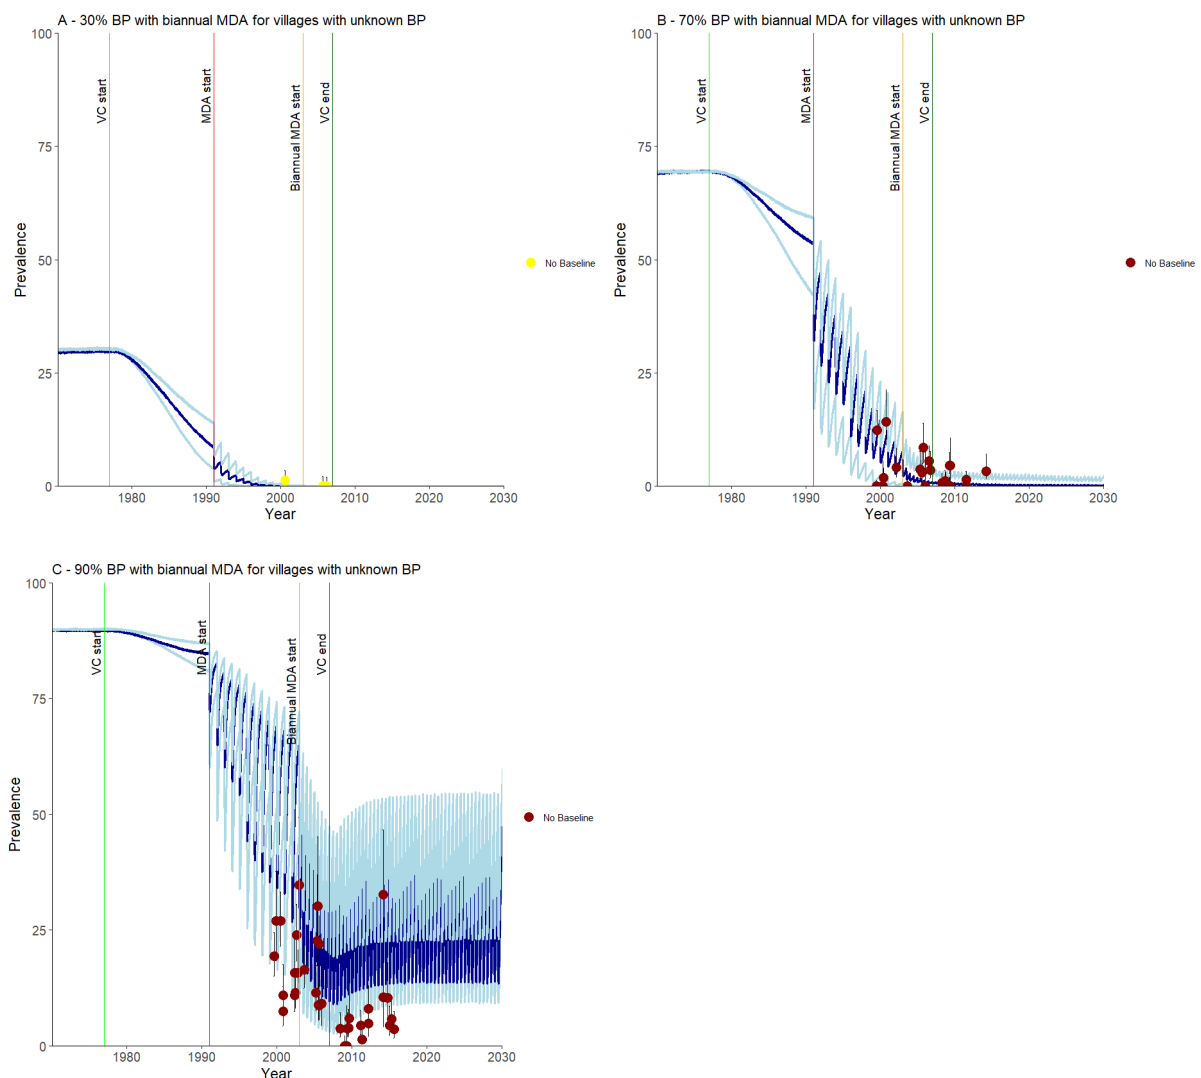 A - 30% BP with biannual MDA for villages with unknown BP
100
75
50
25
0
Prevalence
VC start
MDA start
Biannual MDA start
VC end
1980
1990
2000
2010
2020
2030
Year
No Baseline
B - 70% BP with biannual MDA for villages with unknown BP
100
75
50
25
0
Prevalence
VC start
MDA start
Biannual MDA start
VC end
1980
1990
2000
2010
2020
2030
Year
No Baseline
C - 90% BP with biannual MDA for villages with unknown BP
100
75
50
25
0
Prevalence
VC start
MDA start
Biannual MDA start
VC end
1980
1990
2000
2010
2020
2030
Year
No Baseline